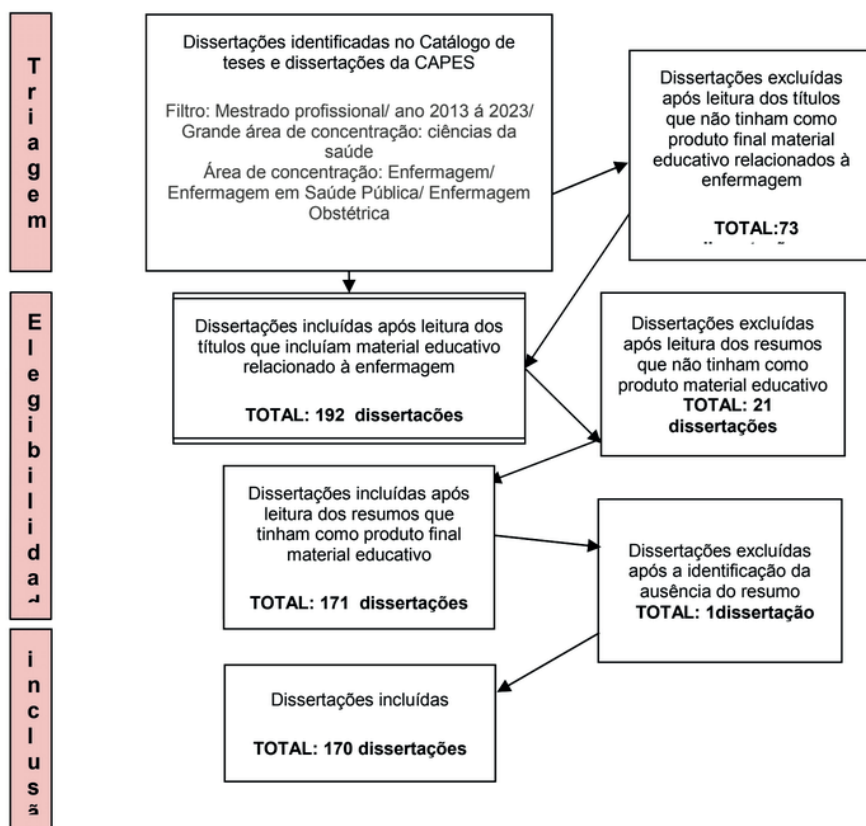 Triagem
Dissertações identificadas no Catálogo de
teses e dissertações da CAPES
Filtro: Mestrado profissional/ ano 2013 á 2023/
Grande área de concentração: ciências da
saúde
Área de concentração: Enfermagem/
Enfermagem em Saúde Pública/ Enfermagem
Obstétrica
Dissertações excluídas
após leitura dos títulos
que não tinham como
produto final material
educativo relacionados à
enfermagem
TOTAL:73
Elegibilidad
Dissertações incluídas após leitura dos
títulos que incluíam material educativo
relacionado à enfermagem
TOTAL: 192 dissertacões
Dissertações excluídas
após leitura dos resumos
que não tinham como
produto material educativo
TOTAL: 21
dissertações
Dissertações incluídas após
leitura dos resumos que
tinham como produto final
material educativo
TOTAL: 171 dissertações
Dissertações excluídas
após a identificação da
ausência do resumo
TOTAL: 1dissertação
inclusã
Dissertações incluídas
TOTAL: 170 dissertações